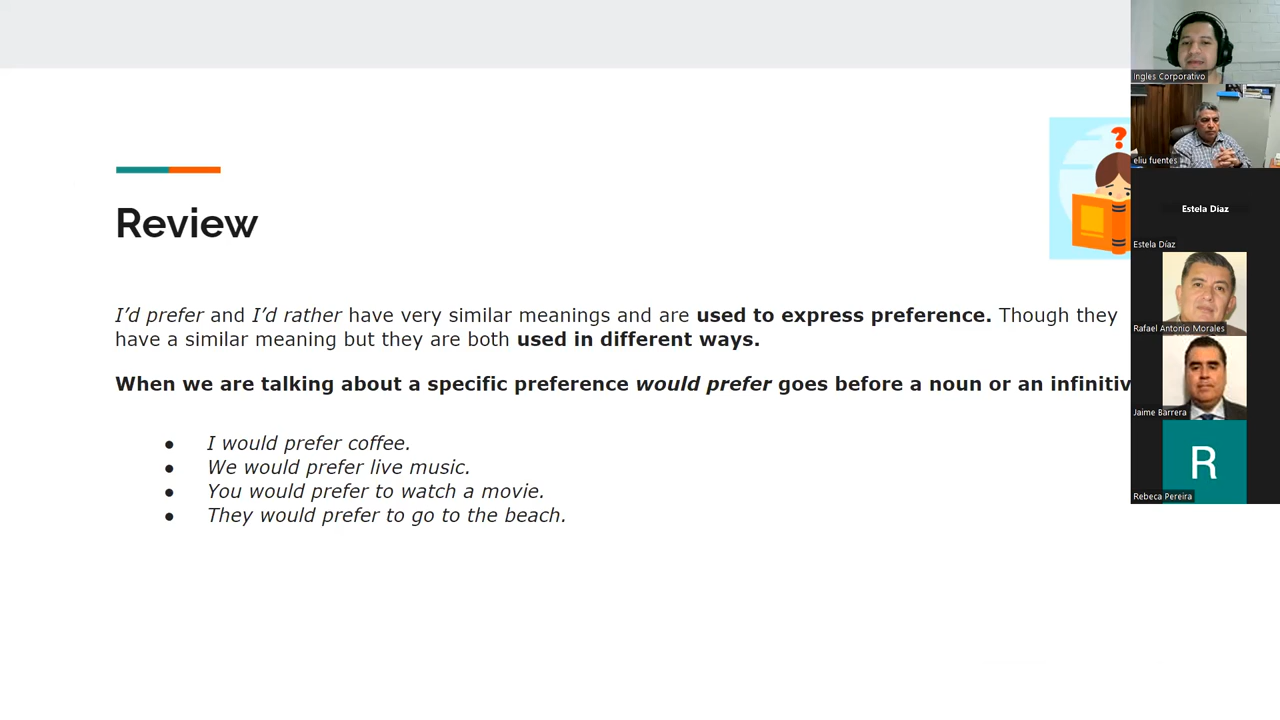 Review
I’d prefer and I’d rather have very similar meanings and are used to express preference. Though they
have a similar meaning but they are both used in different ways.
When we are talking about a specific preference would prefer goes before a noun or an infinitiv
● I would prefer coffee.
● We would prefer live music.
● You would prefer to watch a movie.
● They would prefer to go to the beach.
?
Ingles Corporativo
eliu fuentes
Estela Díaz
Estela Díaz
Rafael Antonio Morales
Jaime Barrera
R
Rebeca Pereira